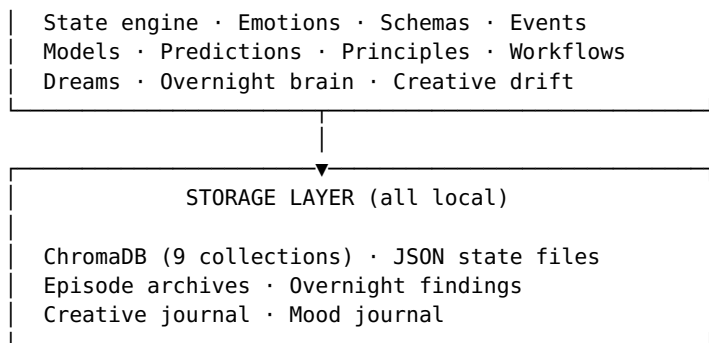 State engine · Emotions · Schemas · Events
Models · Predictions · Principles · Workflows
Dreams · Overnight brain · Creative drift
STORAGE LAYER (all local)
ChromaDB (9 collections) · JSON state files
Episode archives · Overnight findings
Creative journal · Mood journal